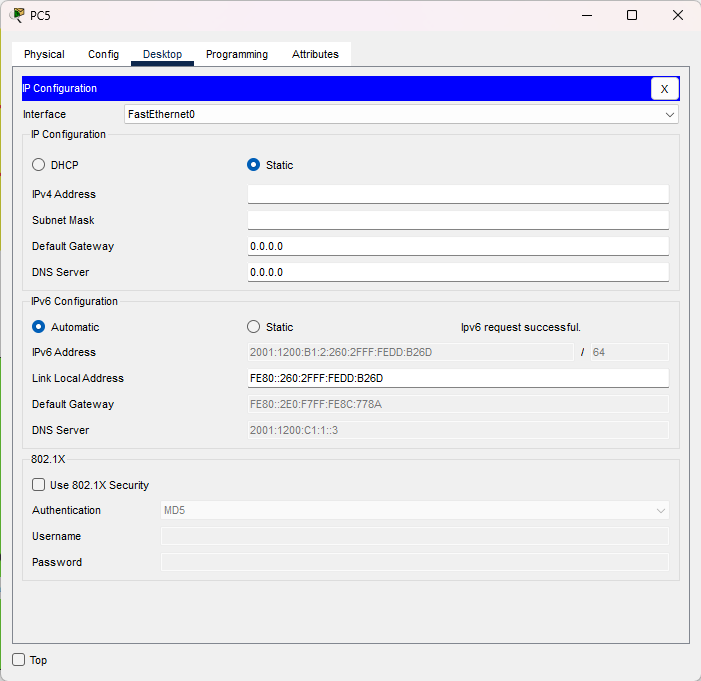 PC5
Physical Config Desktop Programming Attributes
IP Configuration X
Interface FastEthernet0
IP Configuration
DHCP Static
IPv4 Address
Subnet Mask
Default Gateway 0.0.0.0
DNS Server 0.0.0.0
IPv6 Configuration
Automatic Static Ipv6 request successful.
IPv6 Address 2001:1200:B1:2:260:2FFF:FEDD:B26D / 64
Link Local Address FE80::260:2FFF:FEDD:B26D
Default Gateway FE80::2E0:F7FF:FE8C:778A
DNS Server 2001:1200:C1:1::3
802.1X
Use 802.1X Security
Authentication MD5
Username
Password
Top